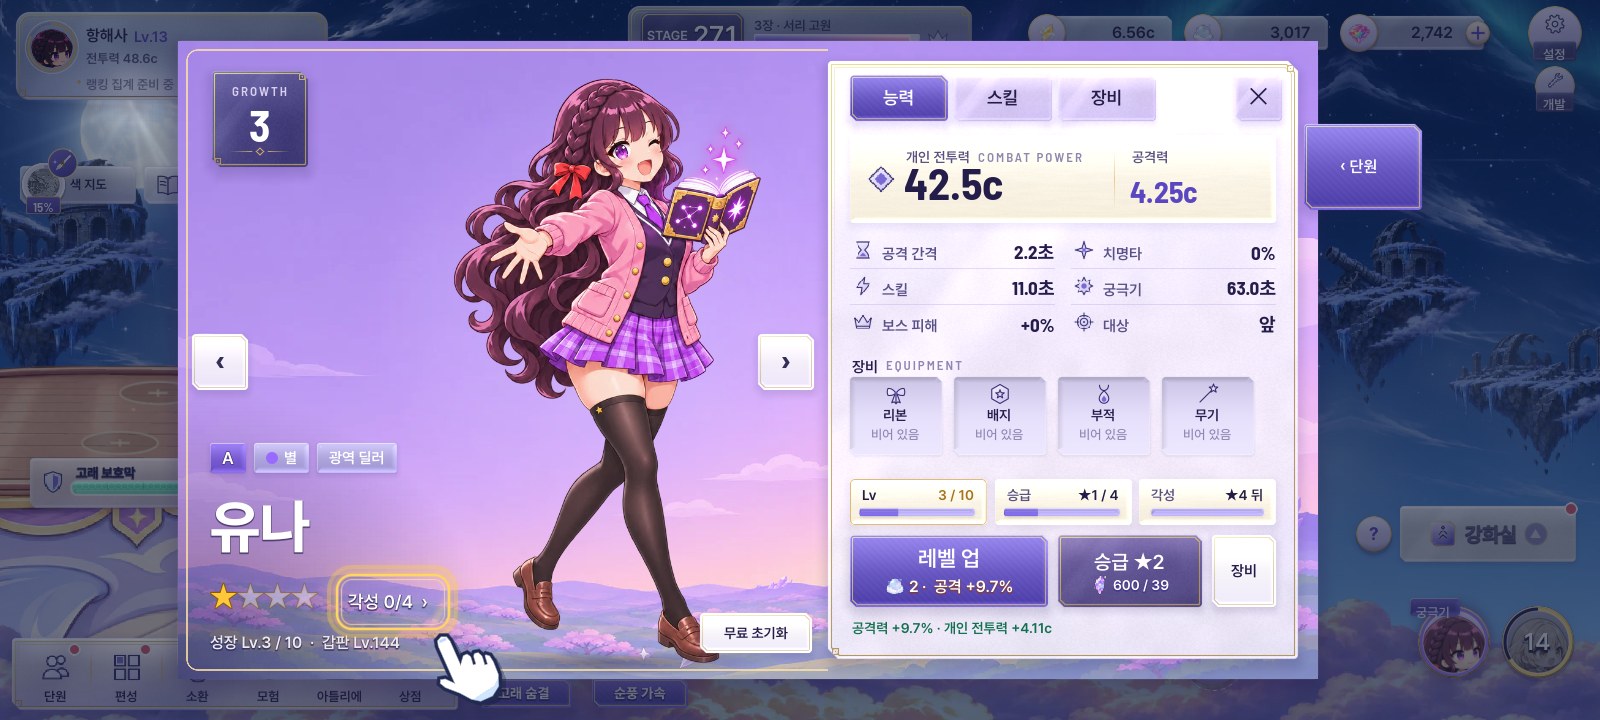 항해사 Lv.13
전투력 48.6c
랭킹 집계 준비 중
STAGE 271
3장 · 서리 고원
6.56c
3,017
2,742
설정
개발
색 지도
15%
GROWTH
3
능력
스킬
장비
개인 전투력 COMBAT POWER
42.5c
공격력
4.25c
‹ 단원
공격 간격 2.2초
치명타 0%
스킬 11.0초
궁극기 63.0초
보스 피해 +0%
대상 앞
장비 EQUIPMENT
리본
비어 있음
배지
비어 있음
부적
비어 있음
무기
비어 있음
A
별
광역 딜러
유나
각성 0/4 ›
성장 Lv.3 / 10 · 갑판 Lv.144
무료 초기화
Lv 3 / 10
승급 ★1 / 4
각성 ★4 뒤
레벨 업
2 · 공격 +9.7%
승급 ★2
600 / 39
장비
공격력 +9.7% · 개인 전투력 +4.11c
고래 보호막
?
강화실
궁극기
14
단원
편성
소환
모험
아틀리에
상점
고래 숨결
순풍 가속